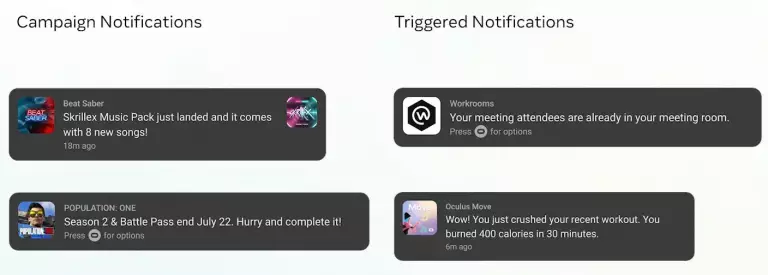 Campaign Notifications
Beat Saber
Skrillex Music Pack just landed and it comes
with 8 new songs!
18m ago
BEAT
SABER
POPULATION: ONE
Season 2 & Battle Pass end July 22. Hurry and complete it!
Press for options
Triggered Notifications
Workrooms
Your meeting attendees are already in your meeting room.
Press for options
Oculus Move
Wow! You just crushed your recent workout. You
burned 400 calories in 30 minutes.
6m ago